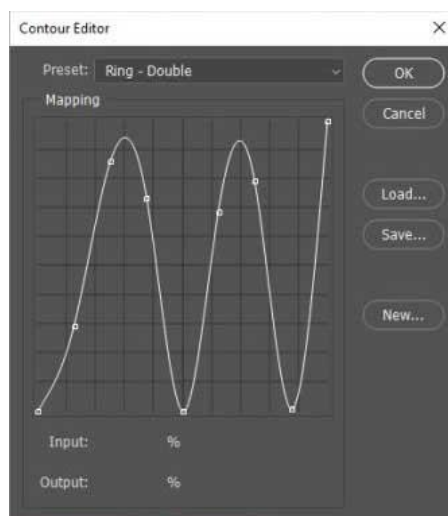 Contour Editor
Preset: Ring - Double
OK
Mapping
Cancel
Load...
Save...
New...
Input: %
Output: %